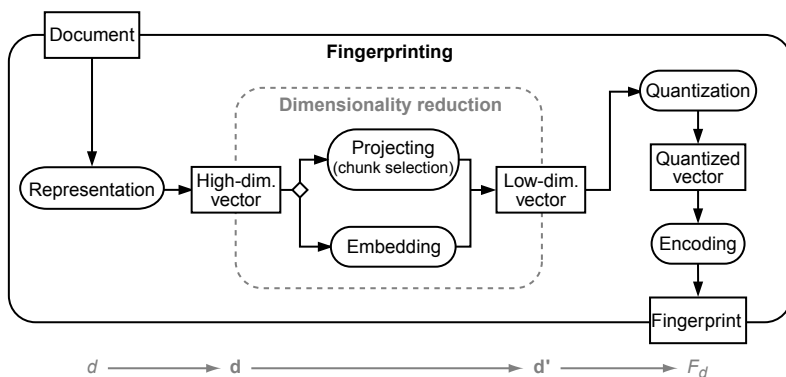 Document
Fingerprinting
Dimensionality reduction
Quantization
Projecting
(chunk selection)
Representation
High-dim.
vector
Low-dim.
vector
Quantized
vector
Embedding
Encoding
Fingerprint
d
d
d'
F_d